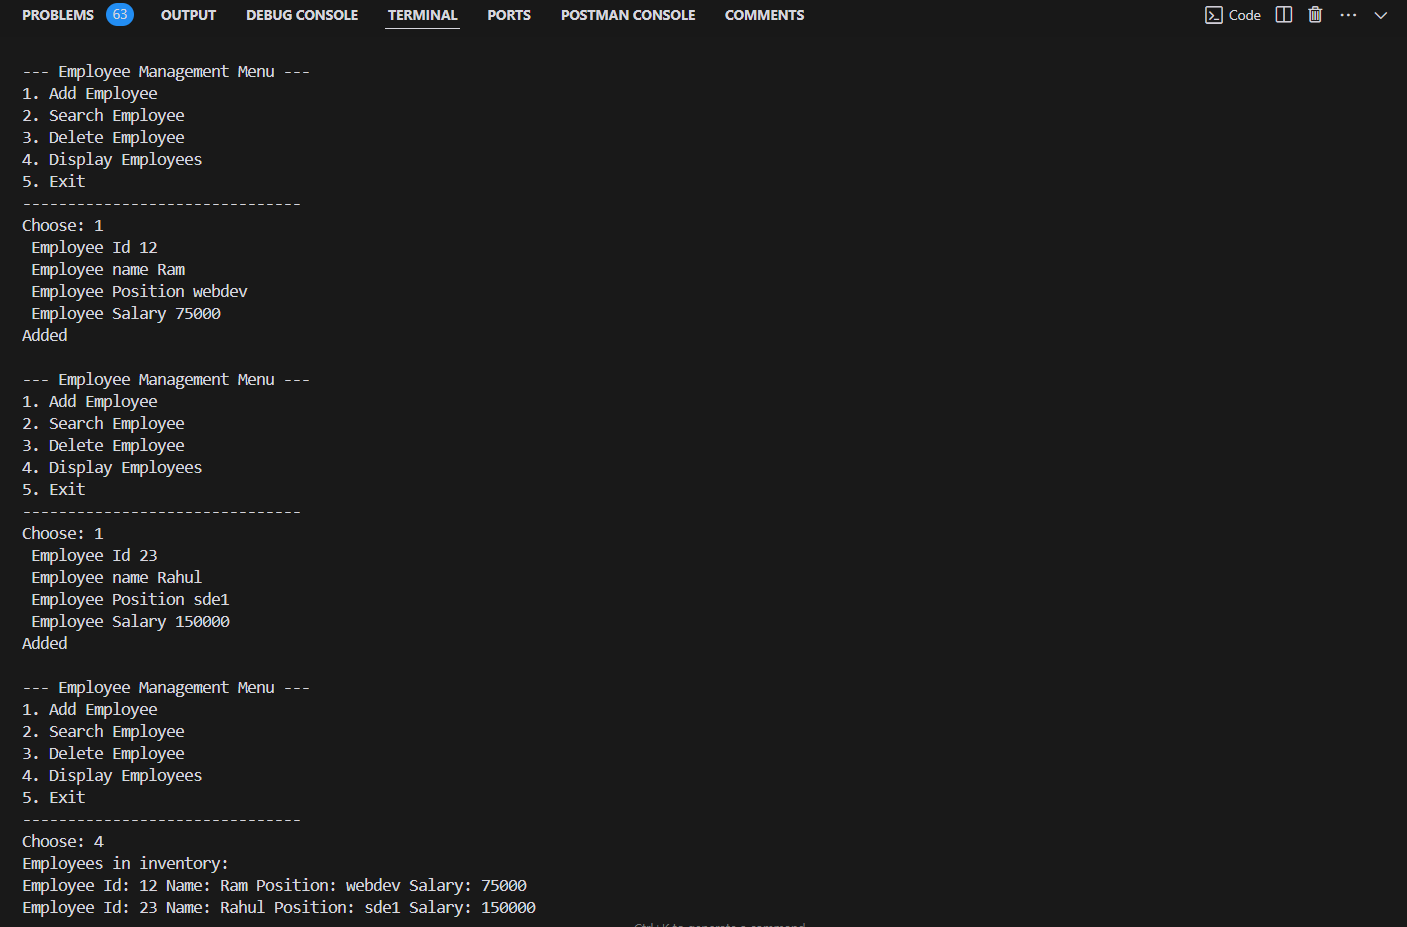 PROBLEMS 63 OUTPUT DEBUG CONSOLE TERMINAL PORTS POSTMAN CONSOLE COMMENTS Code
--- Employee Management Menu ---
1. Add Employee
2. Search Employee
3. Delete Employee
4. Display Employees
5. Exit
-------------------------------
Choose: 1
Employee Id 12
Employee name Ram
Employee Position webdev
Employee Salary 75000
Added
--- Employee Management Menu ---
1. Add Employee
2. Search Employee
3. Delete Employee
4. Display Employees
5. Exit
-------------------------------
Choose: 1
Employee Id 23
Employee name Rahul
Employee Position sde1
Employee Salary 150000
Added
--- Employee Management Menu ---
1. Add Employee
2. Search Employee
3. Delete Employee
4. Display Employees
5. Exit
-------------------------------
Choose: 4
Employees in inventory:
Employee Id: 12 Name: Ram Position: webdev Salary: 75000
Employee Id: 23 Name: Rahul Position: sde1 Salary: 150000